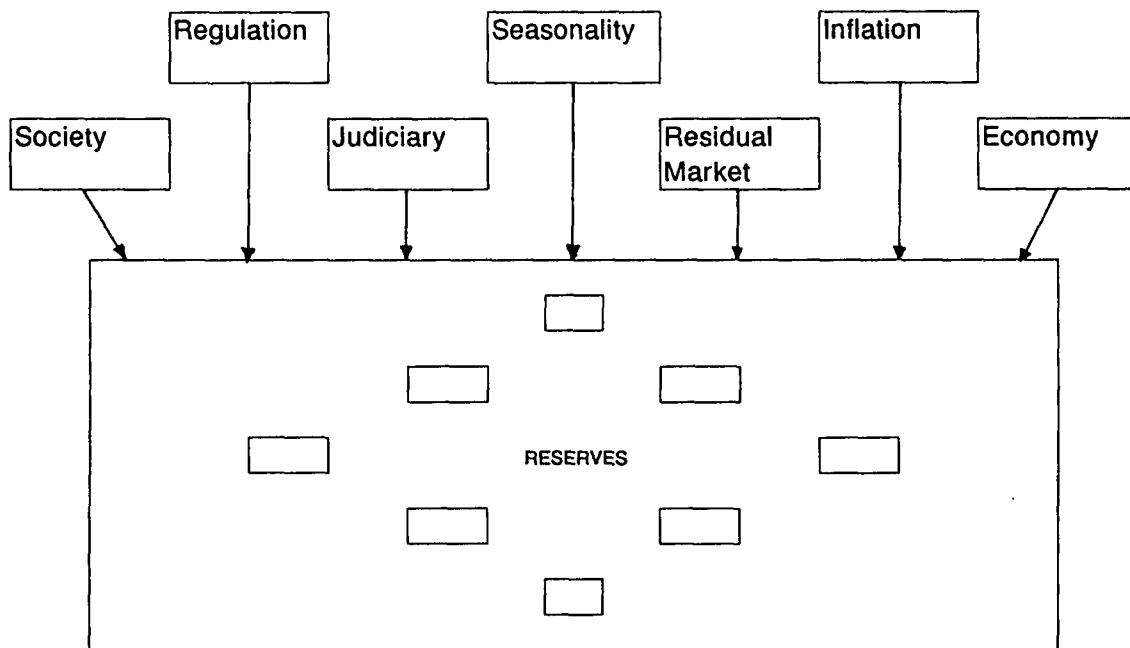 Regulation
Seasonality
Inflation
Society
Judiciary
Residual
Market
Economy
RESERVES